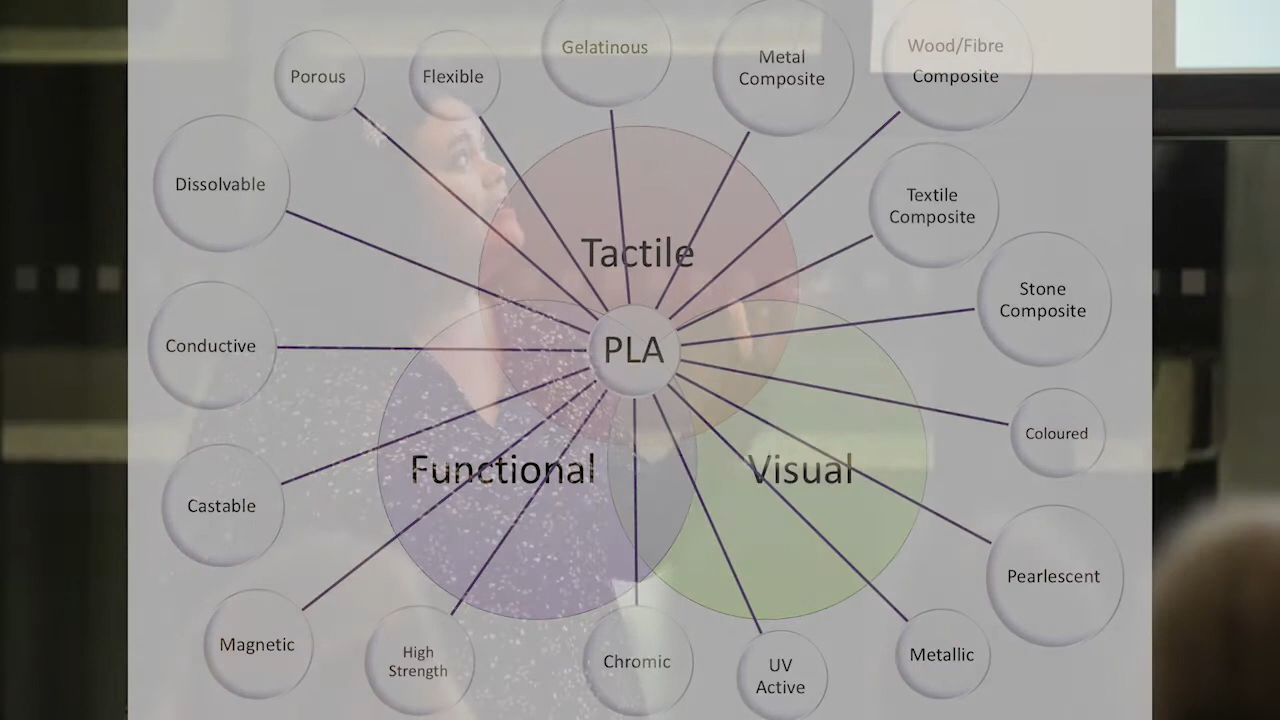 Gelatinous
Porous
Flexible
Metal
Composite
Wood/Fibre
Composite
Dissolvable
Textile
Composite
Tactile
Stone
Composite
Conductive
PLA
Coloured
Functional
Visual
Castable
Pearlescent
Magnetic
High
Strength
Chromic
UV
Active
Metallic